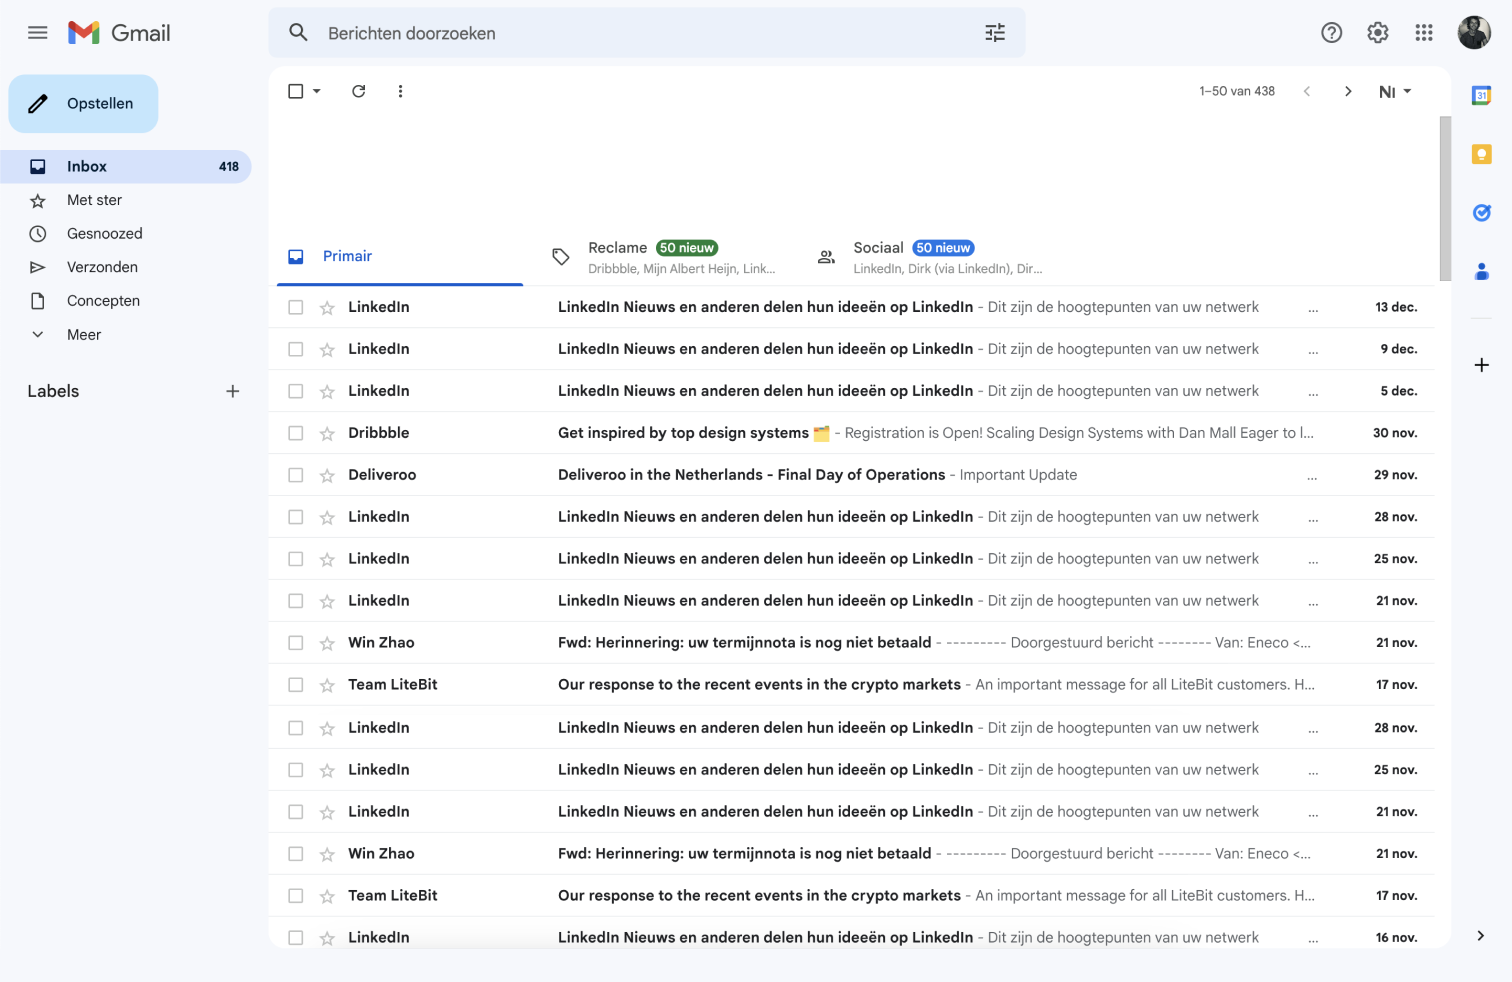 Gmail
Berichten doorzoeken
Opstellen
1–50 van 438
Nl
31
Inbox 418
Met ster
Gesnoozed
Verzonden
Concepten
Meer
Labels
Primair
Reclame 50 nieuw
Dribbble, Mijn Albert Heijn, Link...
Sociaal 50 nieuw
LinkedIn, Dirk (via LinkedIn), Dir...
LinkedIn LinkedIn Nieuws en anderen delen hun ideeën op LinkedIn - Dit zijn de hoogtepunten van uw netwerk ... 13 dec.
LinkedIn LinkedIn Nieuws en anderen delen hun ideeën op LinkedIn - Dit zijn de hoogtepunten van uw netwerk ... 9 dec.
LinkedIn LinkedIn Nieuws en anderen delen hun ideeën op LinkedIn - Dit zijn de hoogtepunten van uw netwerk ... 5 dec.
Dribbble Get inspired by top design systems 🗂️ - Registration is Open! Scaling Design Systems with Dan Mall Eager to l... 30 nov.
Deliveroo Deliveroo in the Netherlands - Final Day of Operations - Important Update ... 29 nov.
LinkedIn LinkedIn Nieuws en anderen delen hun ideeën op LinkedIn - Dit zijn de hoogtepunten van uw netwerk ... 28 nov.
LinkedIn LinkedIn Nieuws en anderen delen hun ideeën op LinkedIn - Dit zijn de hoogtepunten van uw netwerk ... 25 nov.
LinkedIn LinkedIn Nieuws en anderen delen hun ideeën op LinkedIn - Dit zijn de hoogtepunten van uw netwerk ... 21 nov.
Win Zhao Fwd: Herinnering: uw termijnnota is nog niet betaald - --------- Doorgestuurd bericht -------- Van: Eneco <... 21 nov.
Team LiteBit Our response to the recent events in the crypto markets - An important message for all LiteBit customers. H... 17 nov.
LinkedIn LinkedIn Nieuws en anderen delen hun ideeën op LinkedIn - Dit zijn de hoogtepunten van uw netwerk ... 28 nov.
LinkedIn LinkedIn Nieuws en anderen delen hun ideeën op LinkedIn - Dit zijn de hoogtepunten van uw netwerk ... 25 nov.
LinkedIn LinkedIn Nieuws en anderen delen hun ideeën op LinkedIn - Dit zijn de hoogtepunten van uw netwerk ... 21 nov.
Win Zhao Fwd: Herinnering: uw termijnnota is nog niet betaald - --------- Doorgestuurd bericht -------- Van: Eneco <... 21 nov.
Team LiteBit Our response to the recent events in the crypto markets - An important message for all LiteBit customers. H... 17 nov.
LinkedIn LinkedIn Nieuws en anderen delen hun ideeën op LinkedIn - Dit zijn de hoogtepunten van uw netwerk ... 16 nov.